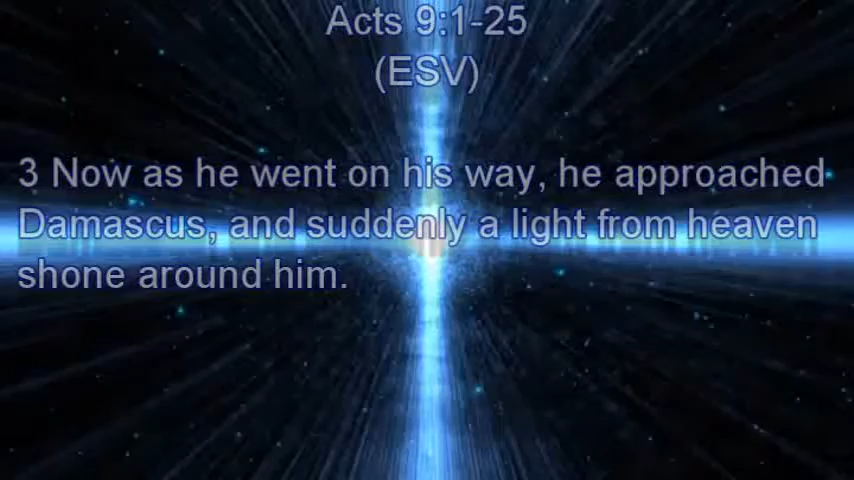 Acts 9:1-25
(ESV)
3 Now as he went on his way, he approached
Damascus, and suddenly a light from heaven
shone around him.